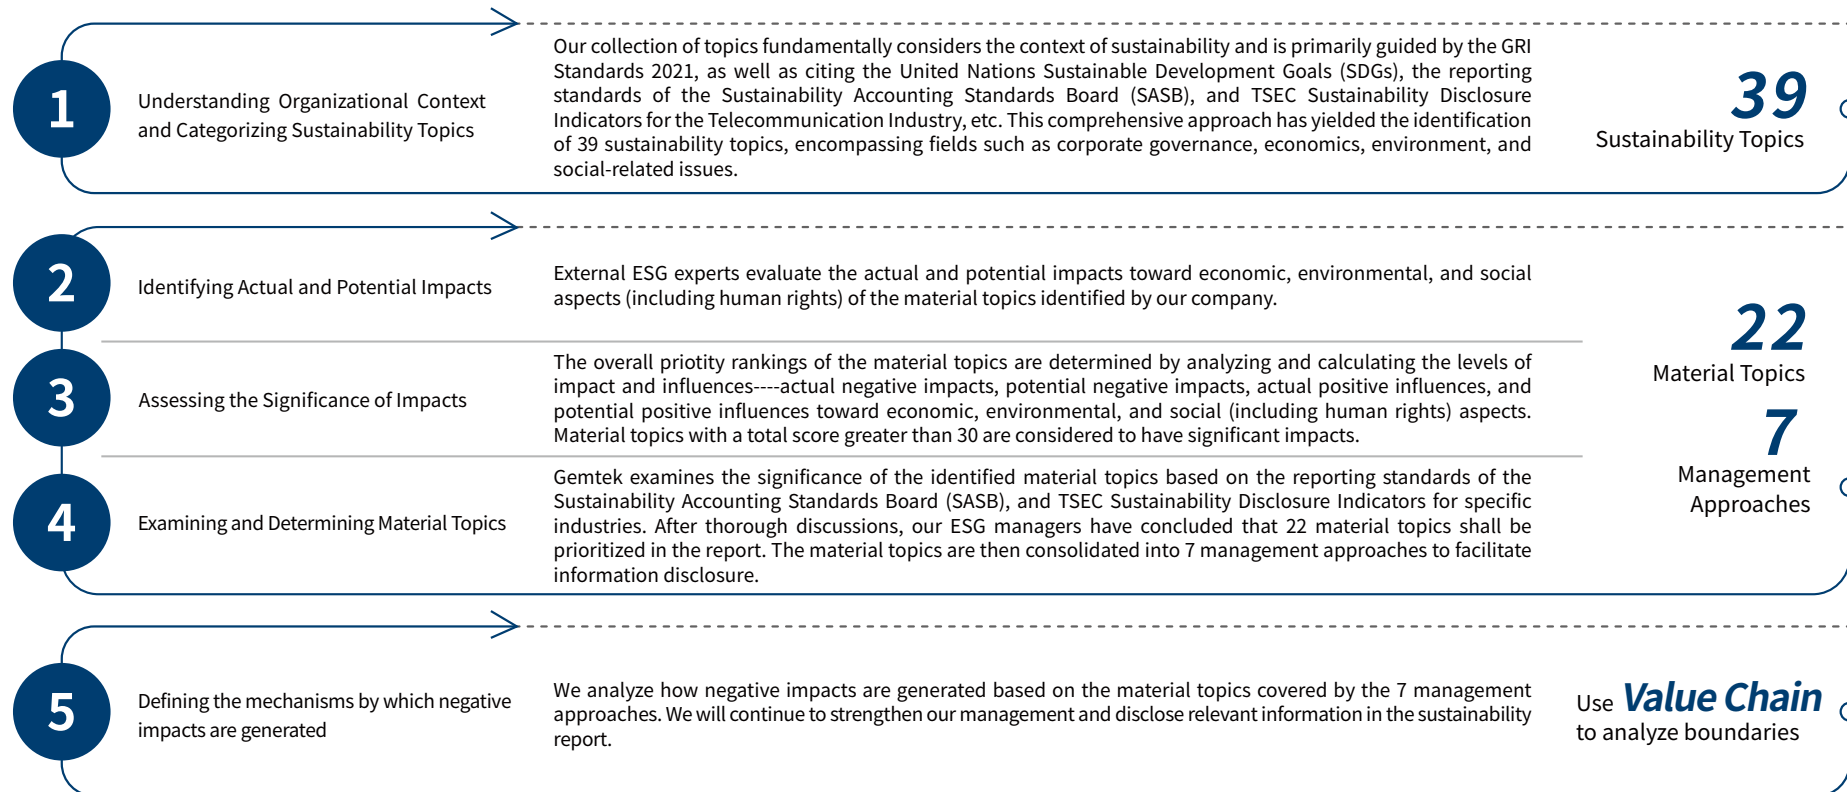 1
Understanding Organizational Context
and Categorizing Sustainability Topics
Our collection of topics fundamentally considers the context of sustainability and is primarily guided by the GRI
Standards 2021, as well as citing the United Nations Sustainable Development Goals (SDGs), the reporting
standards of the Sustainability Accounting Standards Board (SASB), and TSEC Sustainability Disclosure
Indicators for the Telecommunication Industry, etc. This comprehensive approach has yielded the identification
of 39 sustainability topics, encompassing fields such as corporate governance, economics, environment, and
social-related issues.
39
Sustainability Topics
2
Identifying Actual and Potential Impacts
External ESG experts evaluate the actual and potential impacts toward economic, environmental, and social
aspects (including human rights) of the material topics identified by our company.
3
Assessing the Significance of Impacts
The overall priotity rankings of the material topics are determined by analyzing and calculating the levels of
impact and influences----actual negative impacts, potential negative impacts, actual positive influences, and
potential positive influences toward economic, environmental, and social (including human rights) aspects.
Material topics with a total score greater than 30 are considered to have significant impacts.
4
Examining and Determining Material Topics
Gemtek examines the significance of the identified material topics based on the reporting standards of the
Sustainability Accounting Standards Board (SASB), and TSEC Sustainability Disclosure Indicators for specific
industries. After thorough discussions, our ESG managers have concluded that 22 material topics shall be
prioritized in the report. The material topics are then consolidated into 7 management approaches to facilitate
information disclosure.
22
Material Topics
7
Management
Approaches
5
Defining the mechanisms by which negative
impacts are generated
We analyze how negative impacts are generated based on the material topics covered by the 7 management
approaches. We will continue to strengthen our management and disclose relevant information in the sustainability
report.
Use Value Chain
to analyze boundaries